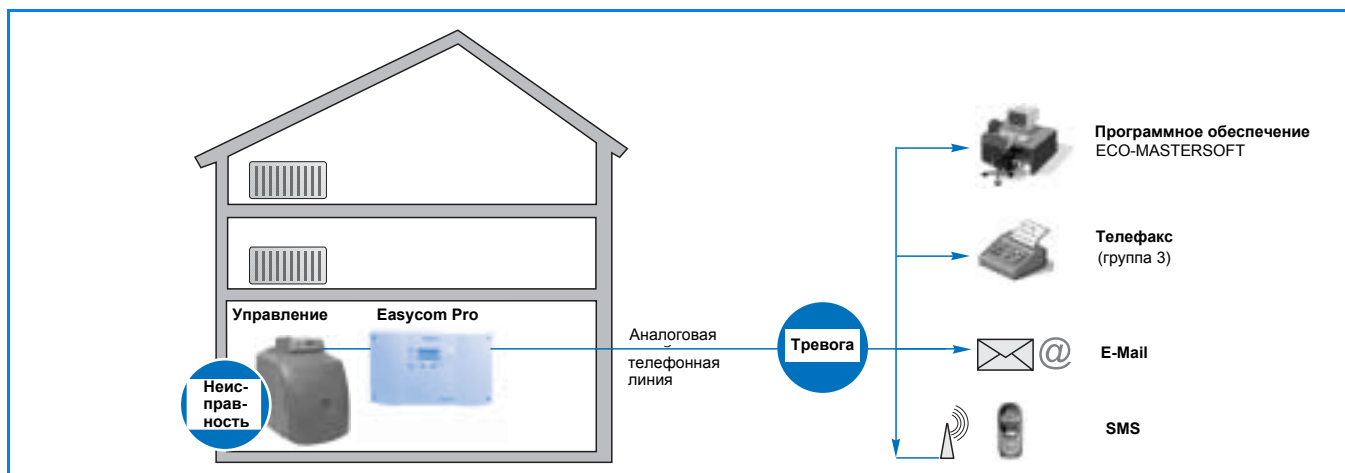 Управление
Easycom Pro
Неис-
прав-
ность
Аналоговая
телефонная
линия
Тревога
Программное обеспечение
ECO-MASTERSOFT
Телефакс
(группа 3)
@ E-Mail
SMS